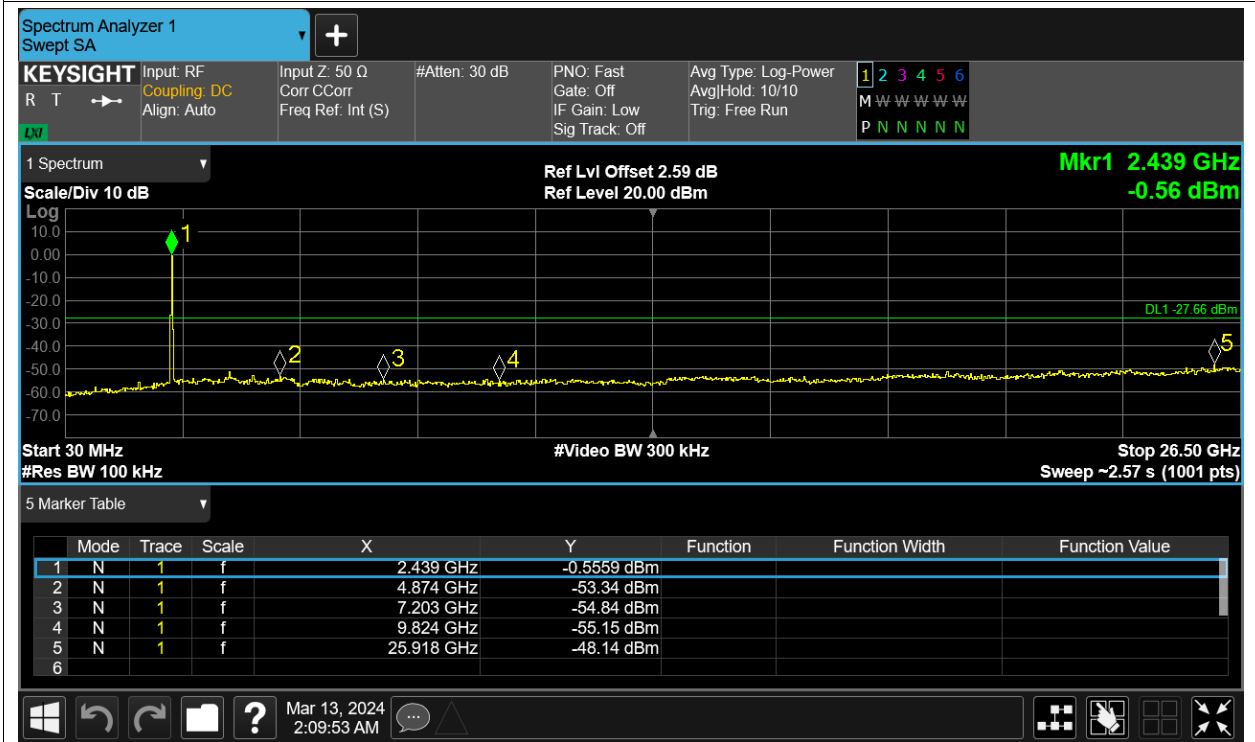 Spectrum Analyzer 1
Swept SA
+
KEYSIGHT
R T
LXI
Input: RF
Coupling: DC
Align: Auto
Input Z: 50 Ω
Corr CCorr
Freq Ref: Int (S)
#Atten: 30 dB
PNO: Fast
Gate: Off
IF Gain: Low
Sig Track: Off
Avg Type: Log-Power
Avg|Hold: 10/10
Trig: Free Run
1 2 3 4 5 6
M W W W W W
P N N N N N
1 Spectrum
Scale/Div 10 dB
Ref Lvl Offset 2.59 dB
Ref Level 20.00 dBm
Mkr1 2.439 GHz
-0.56 dBm
Log
10.0
0.00
-10.0
-20.0
-30.0
-40.0
-50.0
-60.0
-70.0
1
2
3
4
5
DL1 -27.66 dBm
Start 30 MHz
#Video BW 300 kHz
Stop 26.50 GHz
#Res BW 100 kHz
Sweep ~2.57 s (1001 pts)
5 Marker Table
Mode Trace Scale X Y Function Function Width Function Value
1 N 1 f 2.439 GHz -0.5559 dBm
2 N 1 f 4.874 GHz -53.34 dBm
3 N 1 f 7.203 GHz -54.84 dBm
4 N 1 f 9.824 GHz -55.15 dBm
5 N 1 f 25.918 GHz -48.14 dBm
6
?
Mar 13, 2024
2:09:53 AM